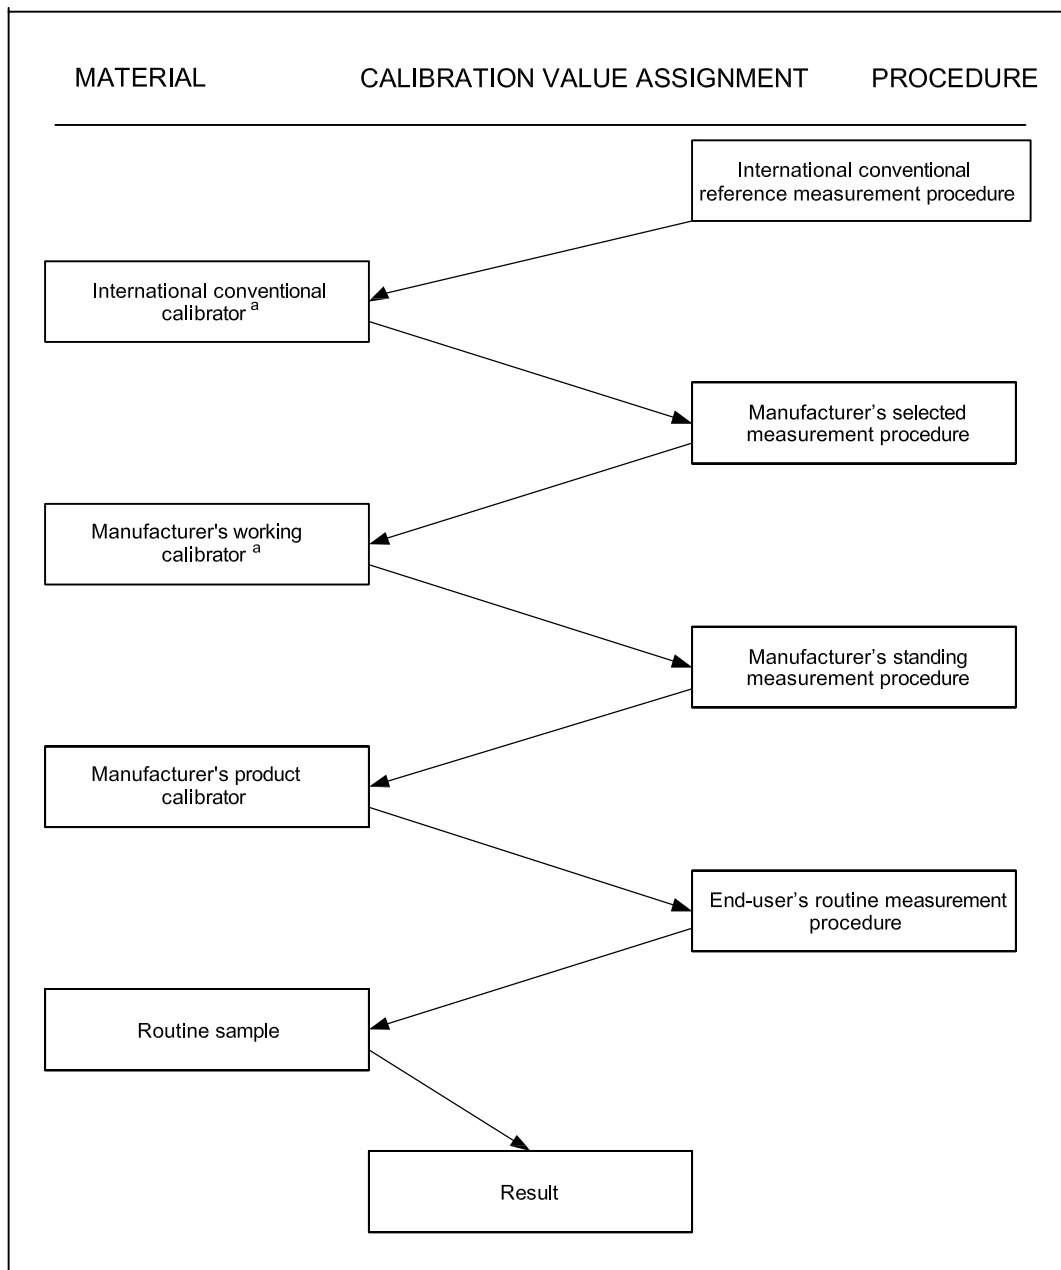 MATERIAL CALIBRATION VALUE ASSIGNMENT PROCEDURE
International conventional
reference measurement procedure
International conventional
calibrator a
Manufacturer’s selected
measurement procedure
Manufacturer's working
calibrator a
Manufacturer’s standing
measurement procedure
Manufacturer's product
calibrator
End-user’s routine measurement
procedure
Routine sample
Result